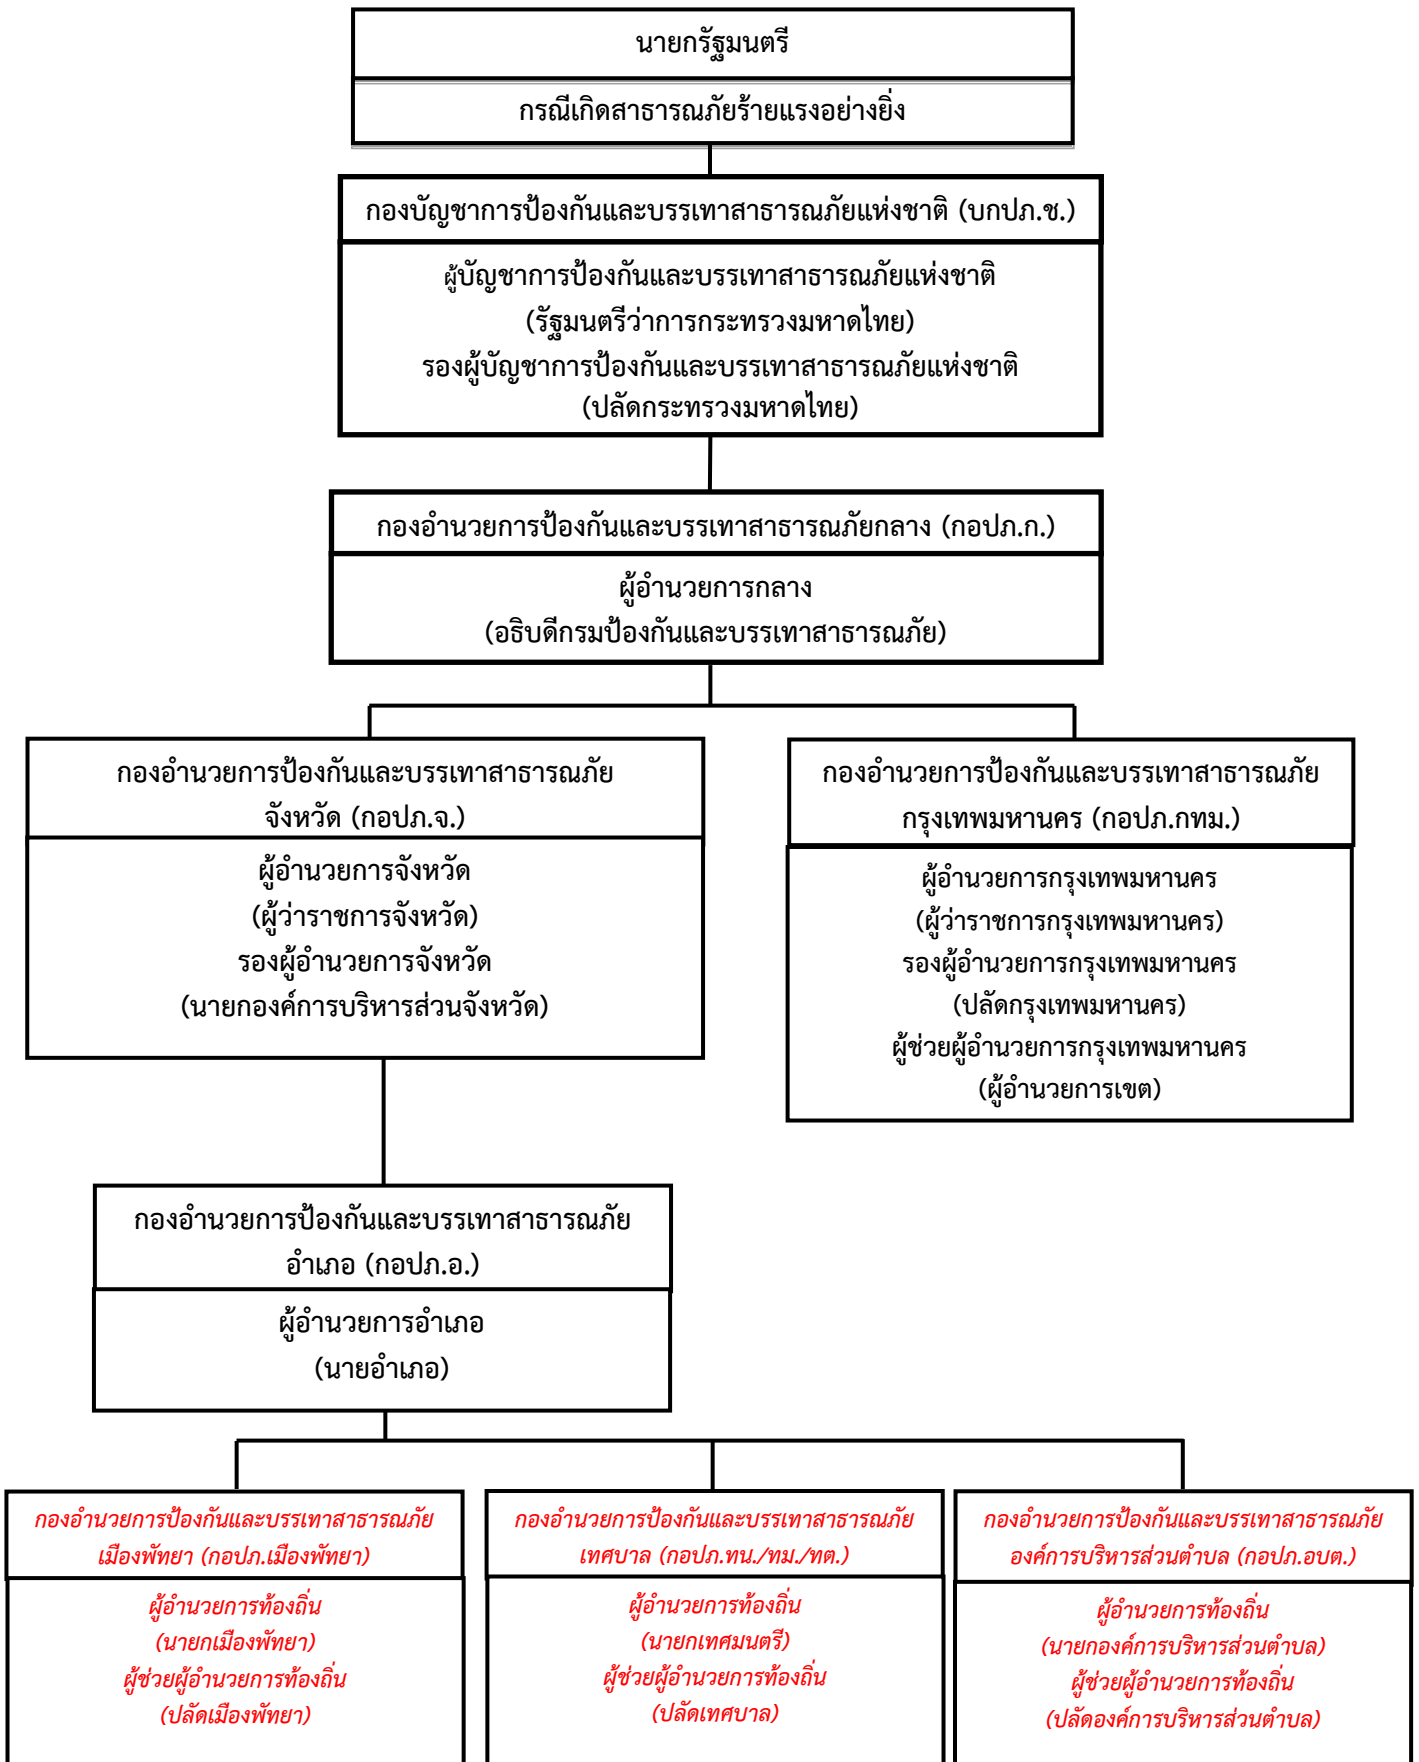 นายกรัฐมนตรี
กรณีเกิดสาธารณภัยร้ายแรงอย่างยิ่ง
กองบัญชาการป้องกันและบรรเทาสาธารณภัยแห่งชาติ (บกปภ.ช.)
ผู้บัญชาการป้องกันและบรรเทาสาธารณภัยแห่งชาติ
(รัฐมนตรีว่าการกระทรวงมหาดไทย)
รองผู้บัญชาการป้องกันและบรรเทาสาธารณภัยแห่งชาติ
(ปลัดกระทรวงมหาดไทย)
กองอำนวยการป้องกันและบรรเทาสาธารณภัยกลาง (กอปภ.ก.)
ผู้อำนวยการกลาง
(อธิบดีกรมป้องกันและบรรเทาสาธารณภัย)
กองอำนวยการป้องกันและบรรเทาสาธารณภัย
จังหวัด (กอปภ.จ.)
ผู้อำนวยการจังหวัด
(ผู้ว่าราชการจังหวัด)
รองผู้อำนวยการจังหวัด
(นายกองค์การบริหารส่วนจังหวัด)
กองอำนวยการป้องกันและบรรเทาสาธารณภัย
กรุงเทพมหานคร (กอปภ.กทม.)
ผู้อำนวยการกรุงเทพมหานคร
(ผู้ว่าราชการกรุงเทพมหานคร)
รองผู้อำนวยการกรุงเทพมหานคร
(ปลัดกรุงเทพมหานคร)
ผู้ช่วยผู้อำนวยการกรุงเทพมหานคร
(ผู้อำนวยการเขต)
กองอำนวยการป้องกันและบรรเทาสาธารณภัย
อำเภอ (กอปภ.อ.)
ผู้อำนวยการอำเภอ
(นายอำเภอ)
กองอำนวยการป้องกันและบรรเทาสาธารณภัย
เมืองพัทยา (กอปภ.เมืองพัทยา)
ผู้อำนวยการท้องถิ่น
(นายกเมืองพัทยา)
ผู้ช่วยผู้อำนวยการท้องถิ่น
(ปลัดเมืองพัทยา)
กองอำนวยการป้องกันและบรรเทาสาธารณภัย
เทศบาล (กอปภ.ทน./ทม./ทต.)
ผู้อำนวยการท้องถิ่น
(นายกเทศมนตรี)
ผู้ช่วยผู้อำนวยการท้องถิ่น
(ปลัดเทศบาล)
กองอำนวยการป้องกันและบรรเทาสาธารณภัย
องค์การบริหารส่วนตำบล (กอปภ.อบต.)
ผู้อำนวยการท้องถิ่น
(นายกองค์การบริหารส่วนตำบล)
ผู้ช่วยผู้อำนวยการท้องถิ่น
(ปลัดองค์การบริหารส่วนตำบล)